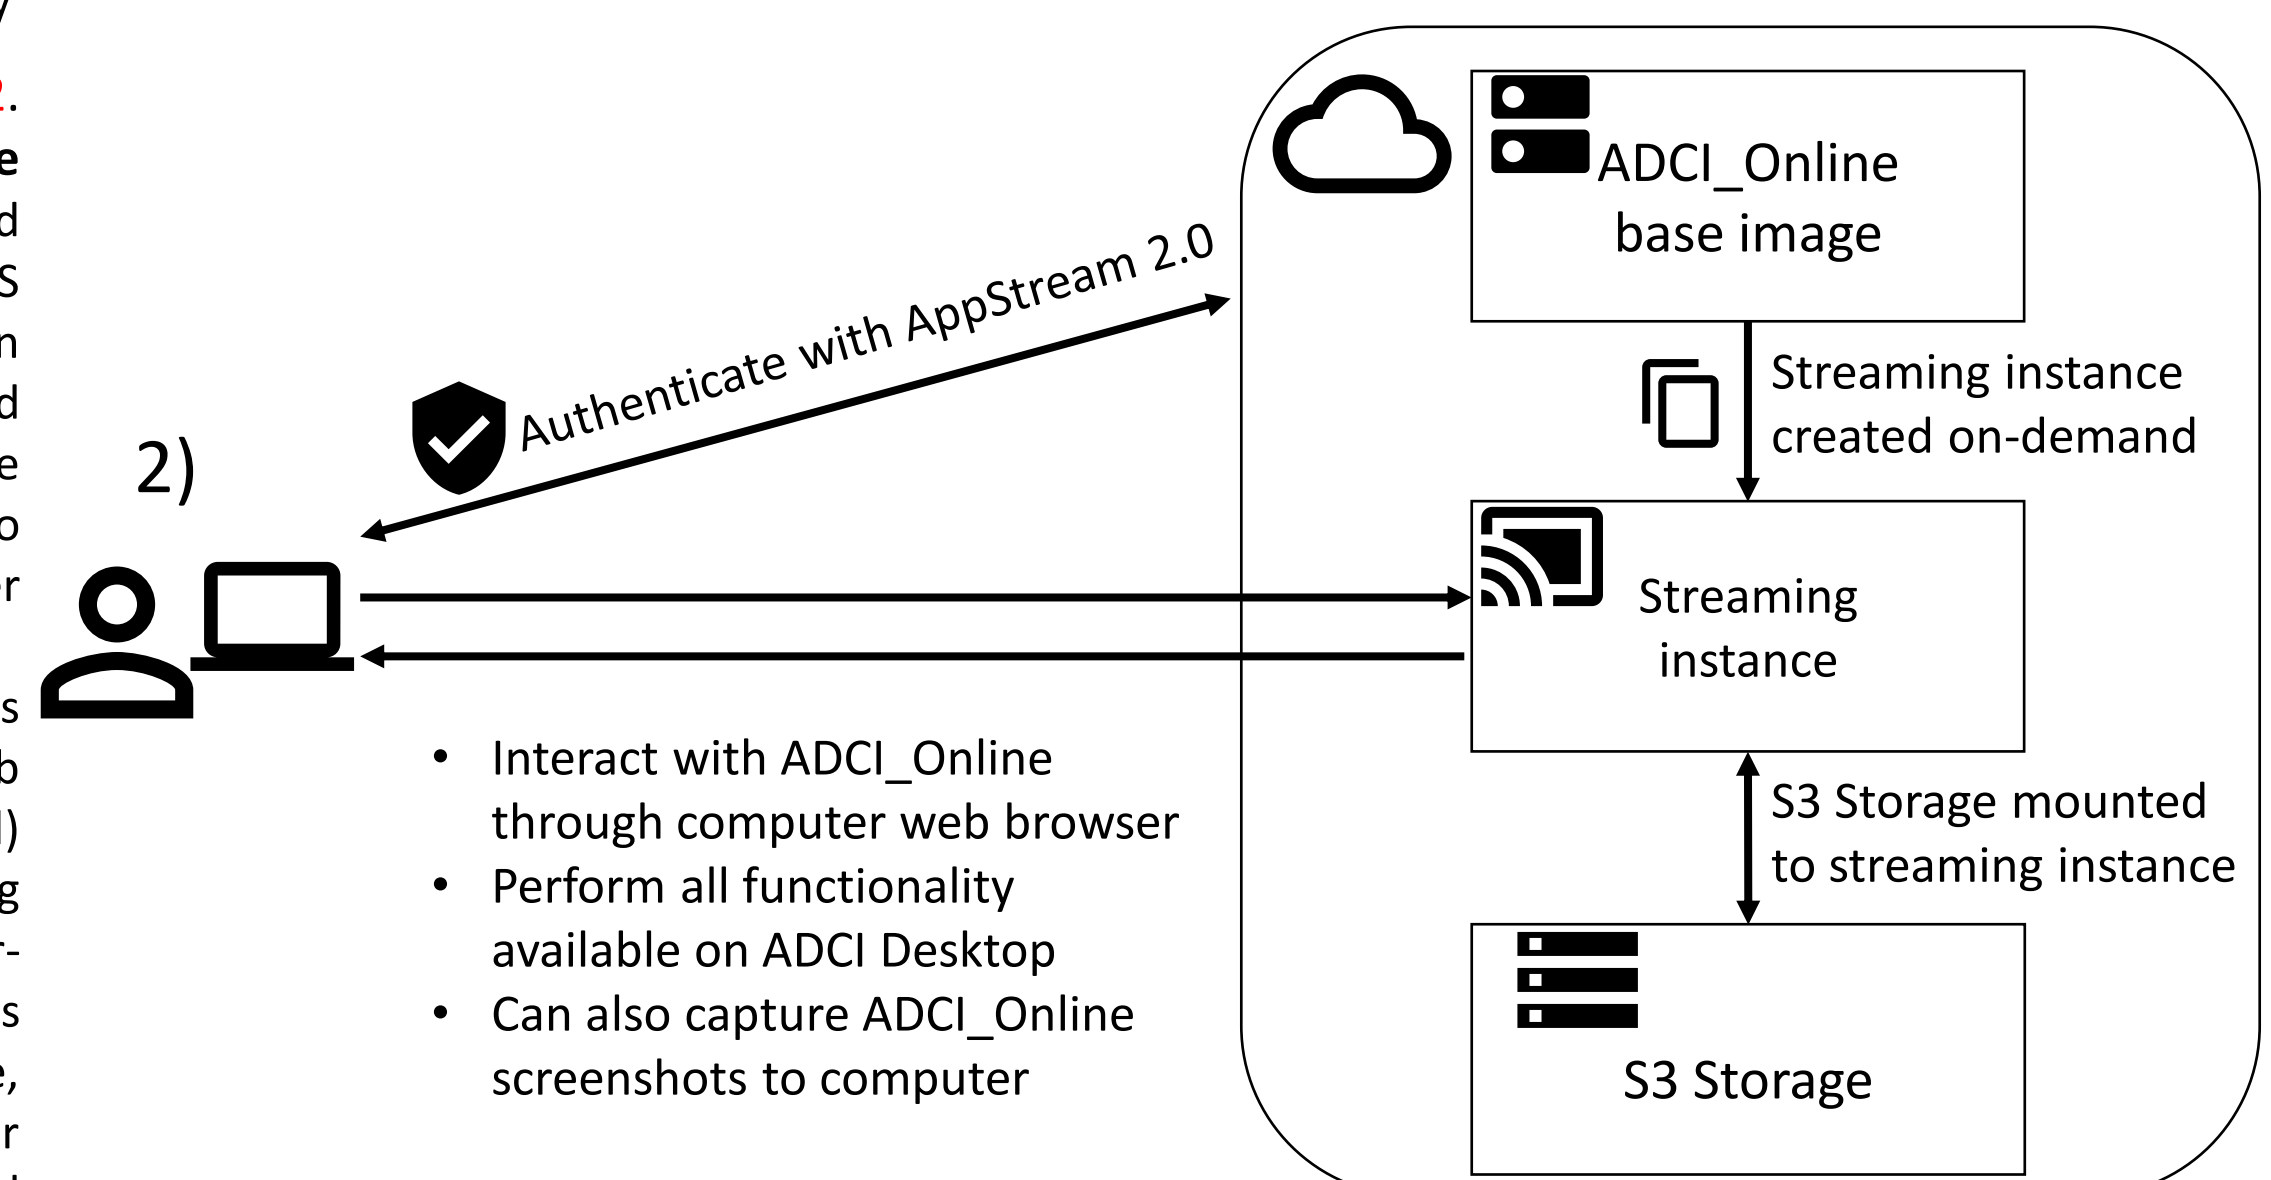 2.
e
d
S
n
d
e
o
er
s
b
l)
g
r-
s
e,
r
2)
Authenticate with AppStream 2.0
ADCI_Online
base image
Streaming instance
created on-demand
Streaming
instance
S3 Storage mounted
to streaming instance
S3 Storage
• Interact with ADCI_Online
through computer web browser
• Perform all functionality
available on ADCI Desktop
• Can also capture ADCI_Online
screenshots to computer